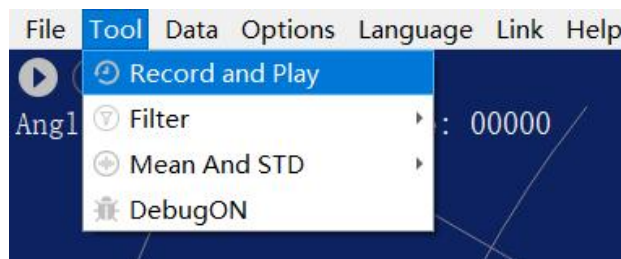 File Tool Data Options Language Link Help
Record and Play
Filter
: 00000
Mean And STD
DebugON